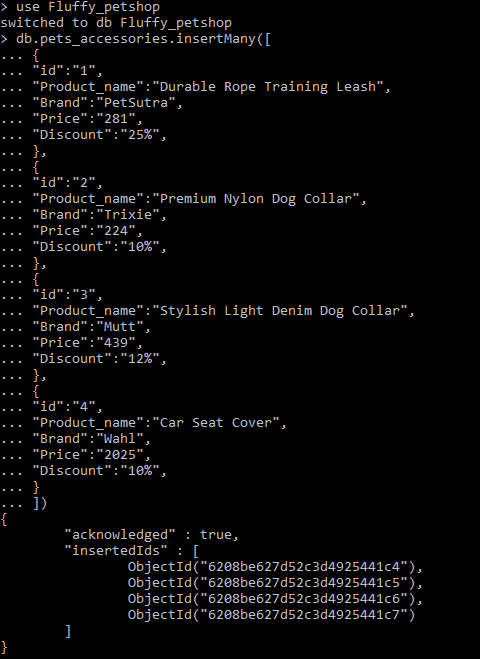 > use Fluffy_petshop
switched to db Fluffy_petshop
> db.pets_accessories.insertMany([
... {
... "id":"1",
... "Product_name":"Durable Rope Training Leash",
... "Brand":"PetSutra",
... "Price":"281",
... "Discount":"25%",
... },
... {
... "id":"2",
... "Product_name":"Premium Nylon Dog Collar",
... "Brand":"Trixie",
... "Price":"224",
... "Discount":"10%",
... },
... {
... "id":"3",
... "Product_name":"Stylish Light Denim Dog Collar",
... "Brand":"Mutt",
... "Price":"439",
... "Discount":"12%",
... },
... {
... "id":"4",
... "Product_name":"Car Seat Cover",
... "Brand":"Wahl",
... "Price":"2025",
... "Discount":"10%",
... }
... ])
{
        "acknowledged" : true,
        "insertedIds" : [
                ObjectId("6208be627d52c3d4925441c4"),
                ObjectId("6208be627d52c3d4925441c5"),
                ObjectId("6208be627d52c3d4925441c6"),
                ObjectId("6208be627d52c3d4925441c7")
        ]
}